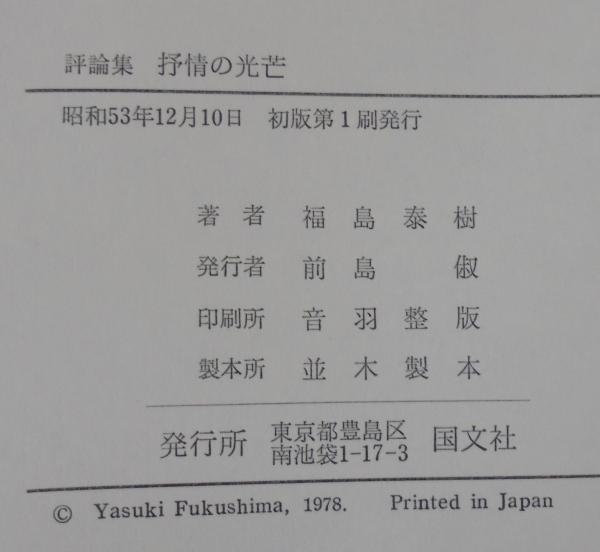 評論集 抒情の光芒
昭和53年12月10日 初版第1刷発行
著者 福島泰樹
発行者 前島俶
印刷所 音羽整版
製本所 並木製本
発行所 東京都豊島区 国文社
南池袋1-17-3
© Yasuki Fukushima, 1978. Printed in Japan